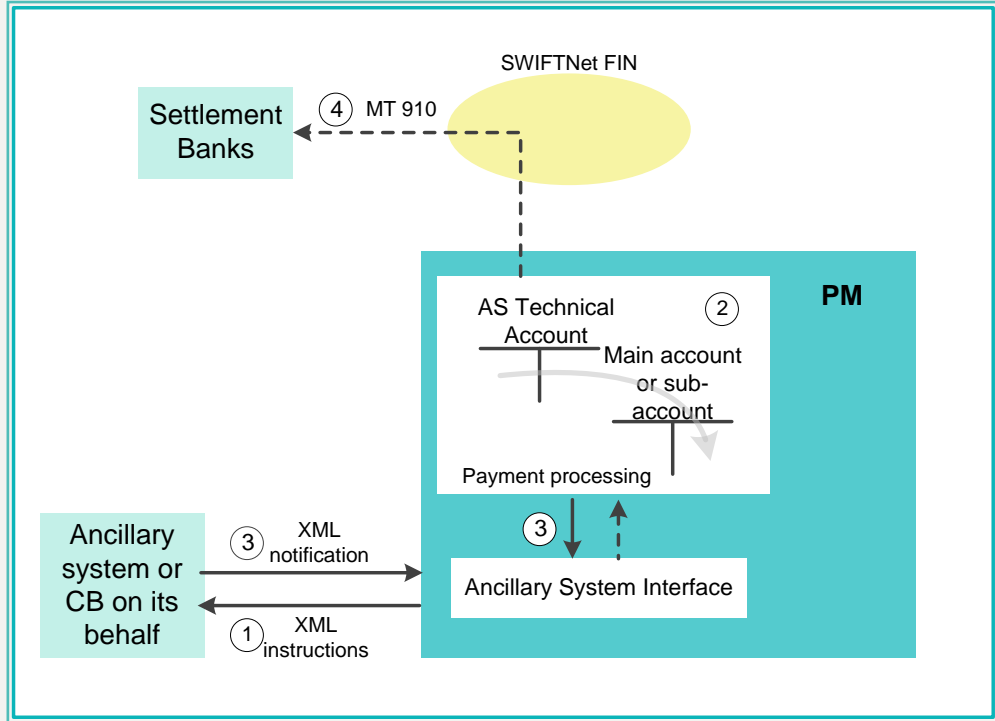 SWIFTNet FIN
4 MT 910
Settlement
Banks
PM
2
AS Technical
Account
Main account
or sub-
account
Payment processing
3
Ancillary System Interface
Ancillary
system or
CB on its
behalf
3 XML
notification
1 XML
instructions